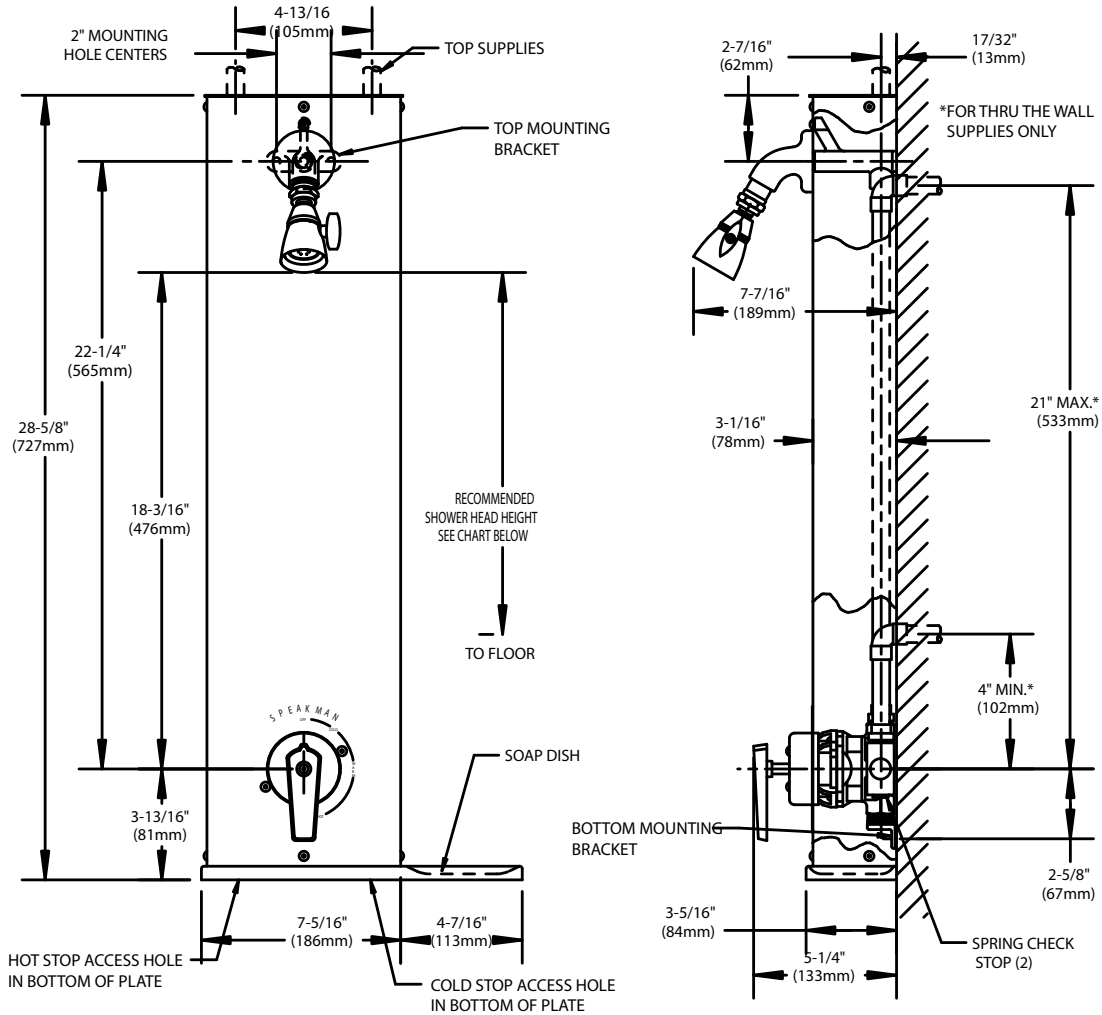 4-13/16
(105mm)
2" MOUNTING
HOLE CENTERS
TOP SUPPLIES
TOP MOUNTING
BRACKET
22-1/4"
(565mm)
28-5/8"
(727mm)
18-3/16"
(476mm)
RECOMMENDED
SHOWER HEAD HEIGHT
SEE CHART BELOW
TO FLOOR
SPEAKMAN
OFF
SOAP DISH
3-13/16"
(81mm)
7-5/16"
(186mm)
4-7/16"
(113mm)
HOT STOP ACCESS HOLE
IN BOTTOM OF PLATE
COLD STOP ACCESS HOLE
IN BOTTOM OF PLATE
2-7/16"
(62mm)
17/32"
(13mm)
*FOR THRU THE WALL
SUPPLIES ONLY
7-7/16"
(189mm)
21" MAX.*
(533mm)
3-1/16"
(78mm)
4" MIN.*
(102mm)
BOTTOM MOUNTING
BRACKET
2-5/8"
(67mm)
3-5/16"
(84mm)
5-1/4"
(133mm)
SPRING CHECK
STOP (2)